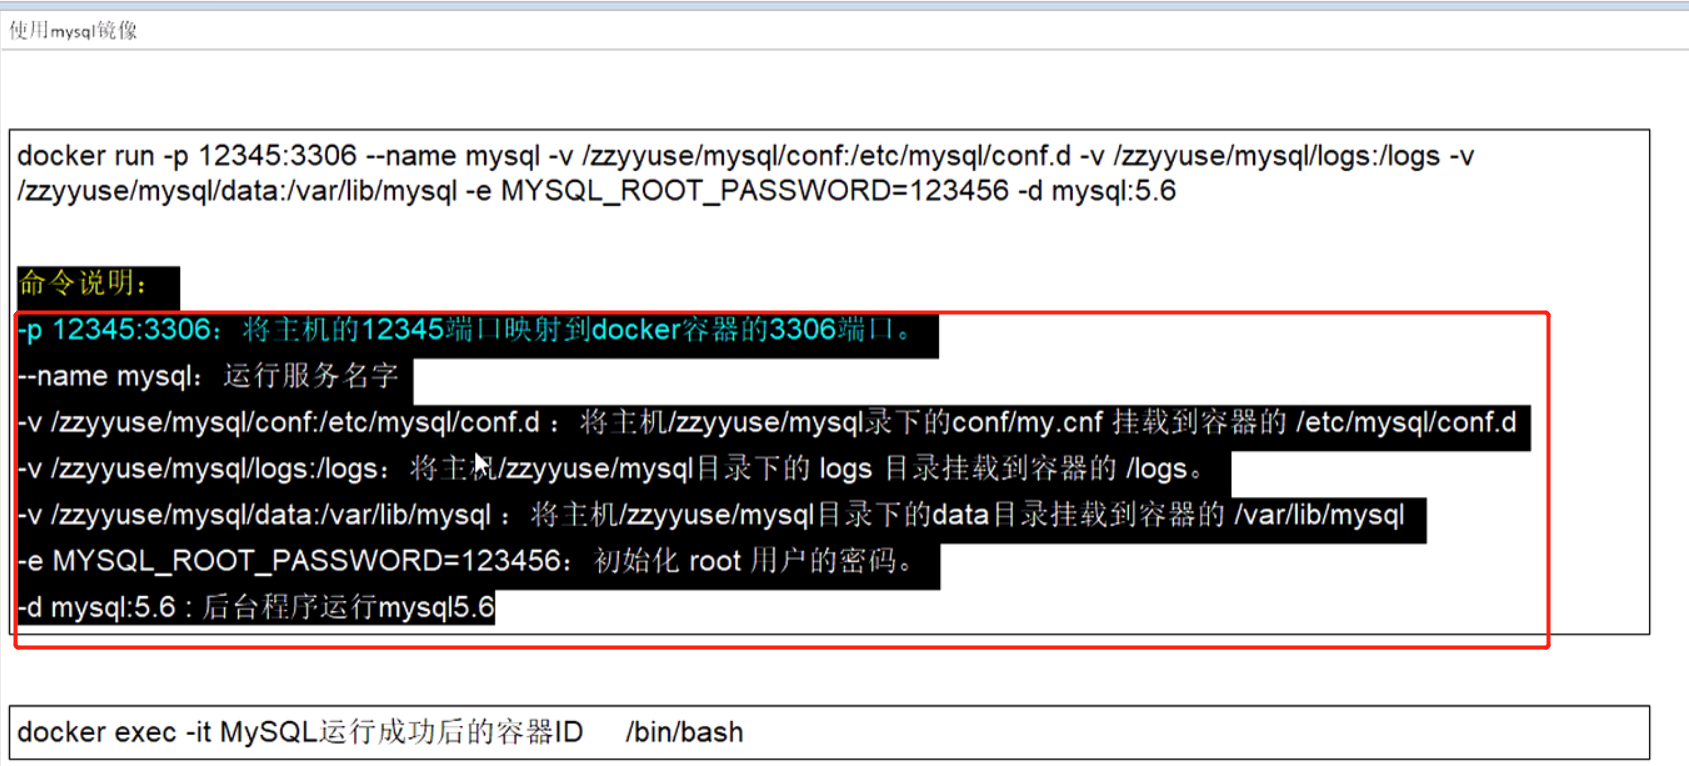 使用mysql镜像
docker run -p 12345:3306 --name mysql -v /zzyyuse/mysql/conf:/etc/mysql/conf.d -v /zzyyuse/mysql/logs:/logs -v
/zzyyuse/mysql/data:/var/lib/mysql -e MYSQL_ROOT_PASSWORD=123456 -d mysql:5.6
命令说明：
-p 12345:3306：将主机的12345端口映射到docker容器的3306端口。
--name mysql：运行服务名字
-v /zzyyuse/mysql/conf:/etc/mysql/conf.d ：将主机/zzyyuse/mysql录下的conf/my.cnf 挂载到容器的 /etc/mysql/conf.d
-v /zzyyuse/mysql/logs:/logs：将主机/zzyyuse/mysql目录下的 logs 目录挂载到容器的 /logs。
-v /zzyyuse/mysql/data:/var/lib/mysql ：将主机/zzyyuse/mysql目录下的data目录挂载到容器的 /var/lib/mysql
-e MYSQL_ROOT_PASSWORD=123456：初始化 root 用户的密码。
-d mysql:5.6 : 后台程序运行mysql5.6
docker exec -it MySQL运行成功后的容器ID /bin/bash